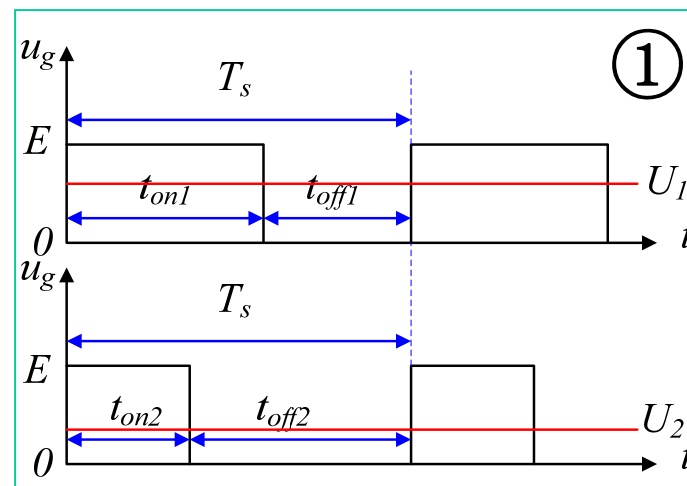 u_g
①
T_s
E
t_on1 t_off1 U_1
0 t
u_g
T_s
E
t_on2 t_off2 U_2
0 t